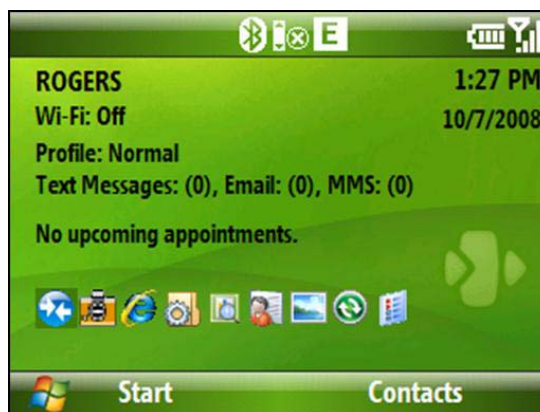 E
ROGERS 1:27 PM
Wi-Fi: Off 10/7/2008
Profile: Normal
Text Messages: (0), Email: (0), MMS: (0)
No upcoming appointments.
Start Contacts